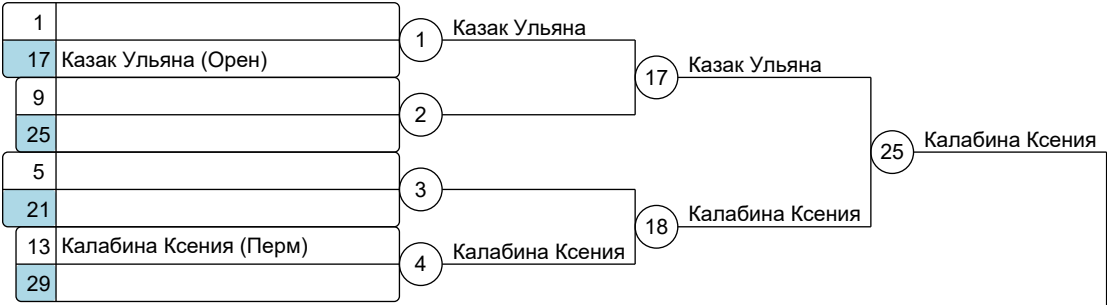 1
17 Казак Ульяна (Орен)
9
25
5
21
13 Калабина Ксения (Перм)
29
1 Казак Ульяна
2
3
4 Калабина Ксения
17 Казак Ульяна
18 Калабина Ксения
25 Калабина Ксения